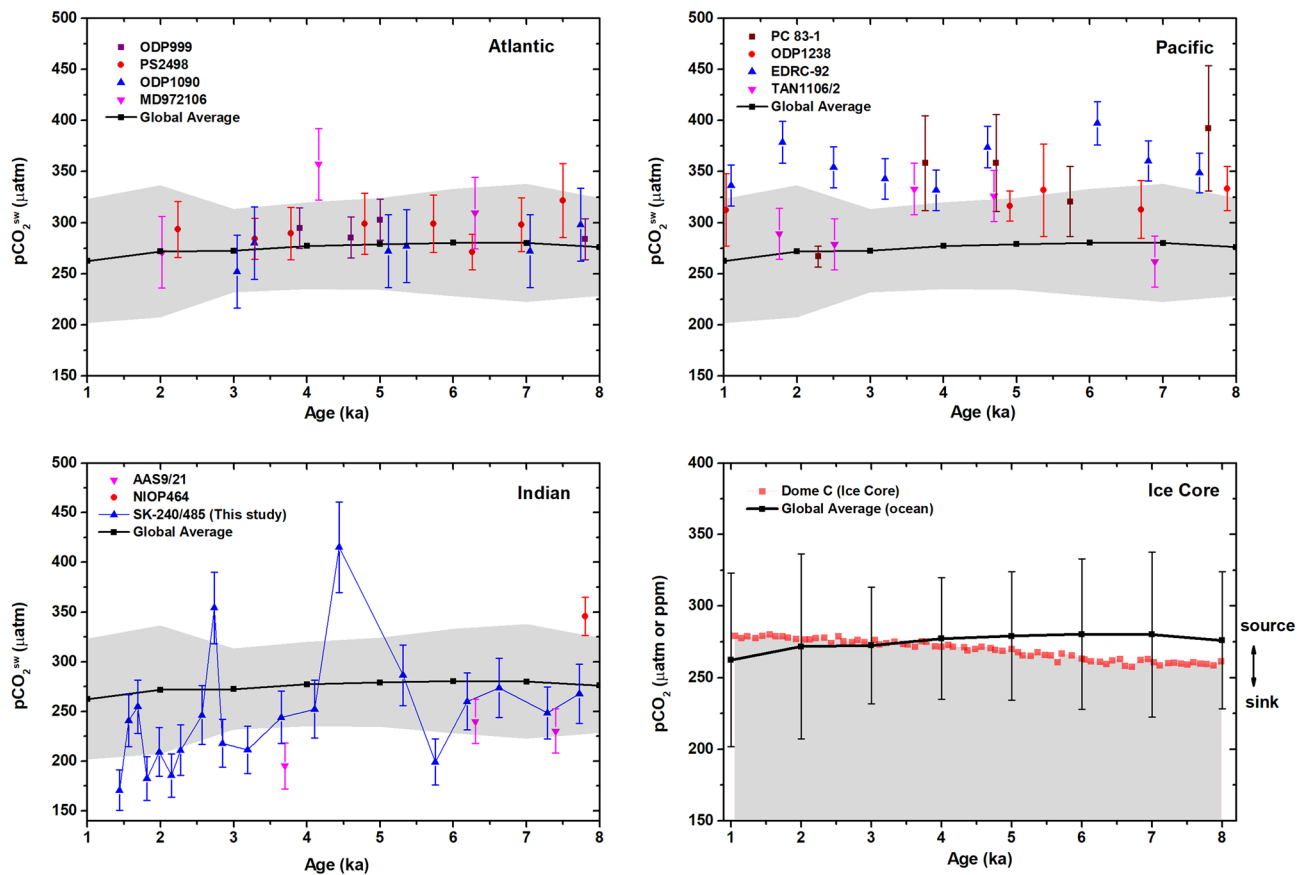 500
450
400
350
300
250
200
150
pCO₂ˢʷ (µatm)
ODP999
PS2498
ODP1090
MD972106
Global Average
Atlantic
1 2 3 4 5 6 7 8
Age (ka)
500
450
400
350
300
250
200
150
pCO₂ˢʷ (µatm)
PC 83-1
ODP1238
EDRC-92
TAN1106/2
Global Average
Pacific
1 2 3 4 5 6 7 8
Age (ka)
500
450
400
350
300
250
200
150
pCO₂ˢʷ (µatm)
AAS9/21
NIOP464
SK-240/485 (This study)
Global Average
Indian
1 2 3 4 5 6 7 8
Age (ka)
400
350
300
250
200
150
pCO₂ (µatm or ppm)
Dome C (Ice Core)
Global Average (ocean)
Ice Core
source
sink
1 2 3 4 5 6 7 8
Age (ka)